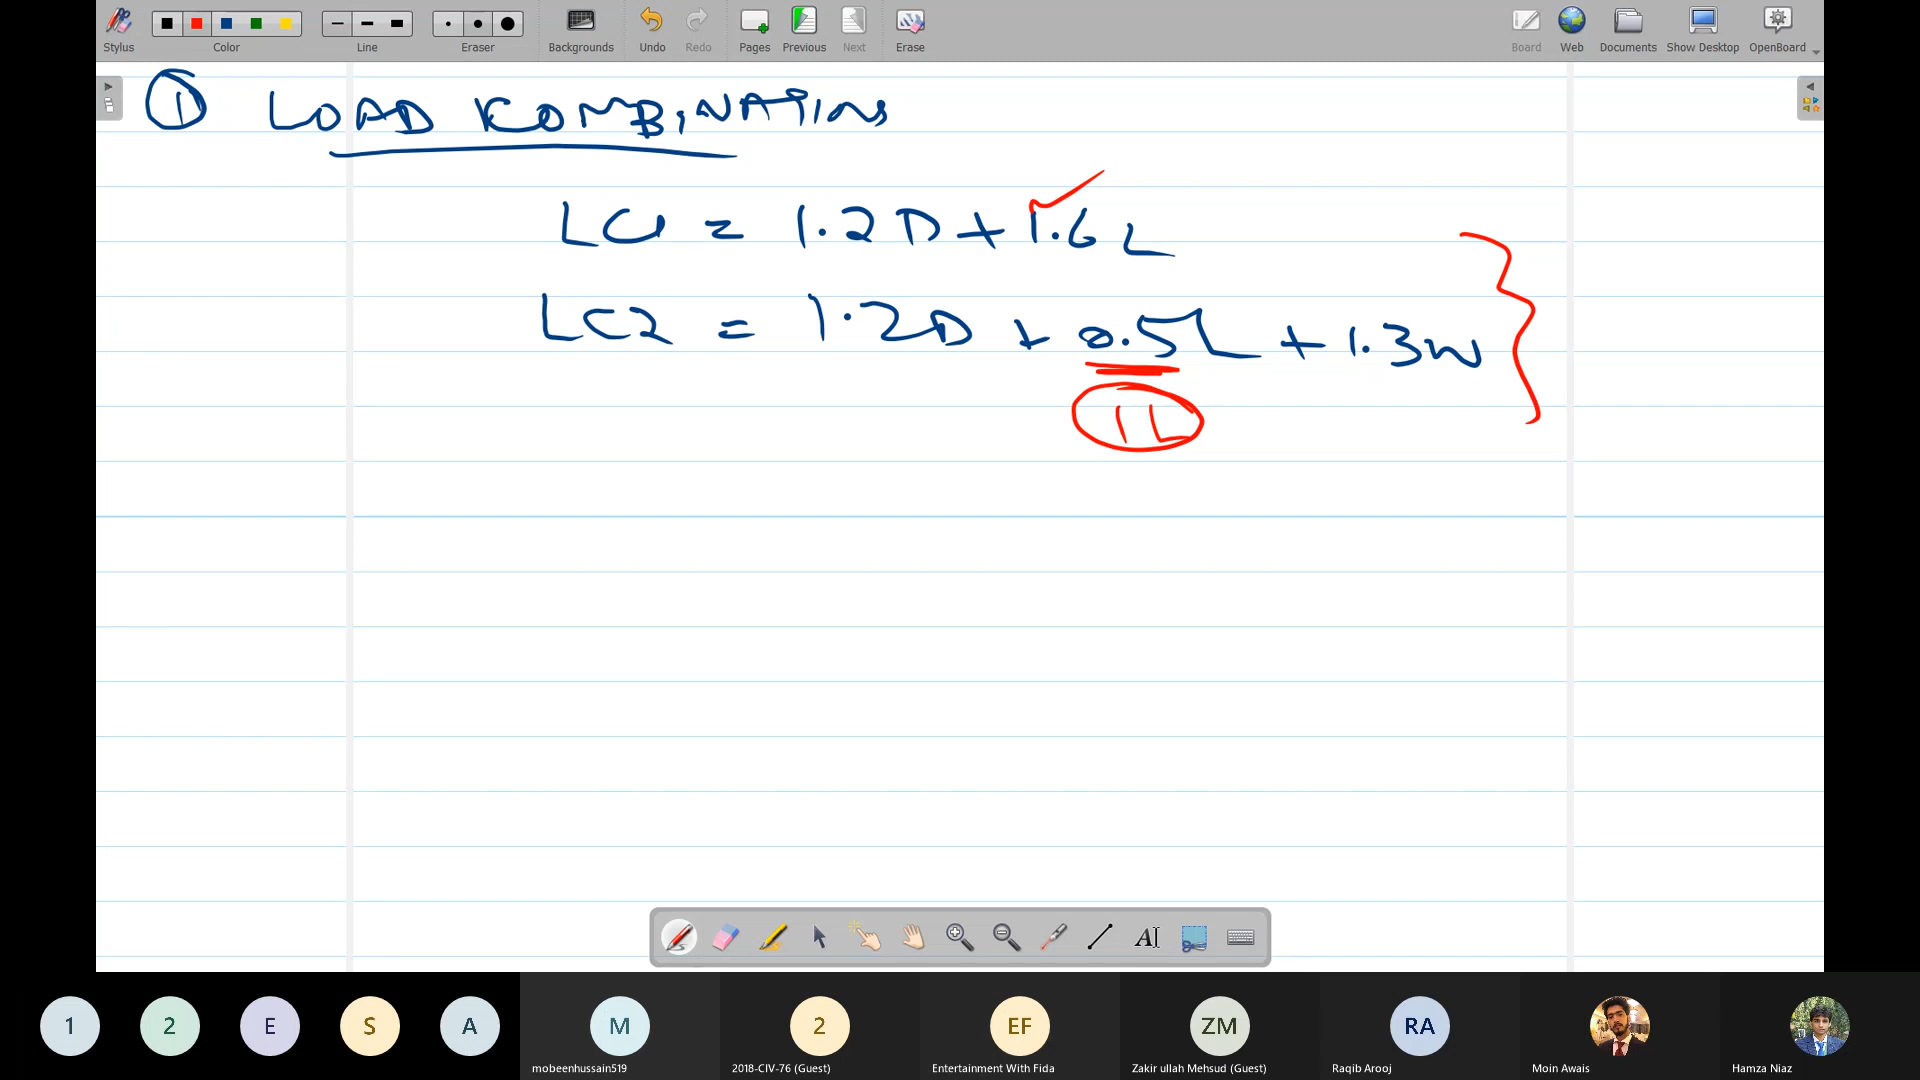 Stylus Color Line Eraser Backgrounds Undo Redo Pages Previous Next Erase Board Web Documents Show Desktop OpenBoard
① LOAD KOMBINATIONS
LC1 = 1.2D + 1.6L
LC2 = 1.2D + 0.5L + 1.3W
1L
1 2 E S A M 2 EF ZM RA
mobeenhussain519 2018-CIV-76 (Guest) Entertainment With Fida Zakir ullah Mehsud (Guest) Raqib Arooj Moin Awais Hamza Niaz